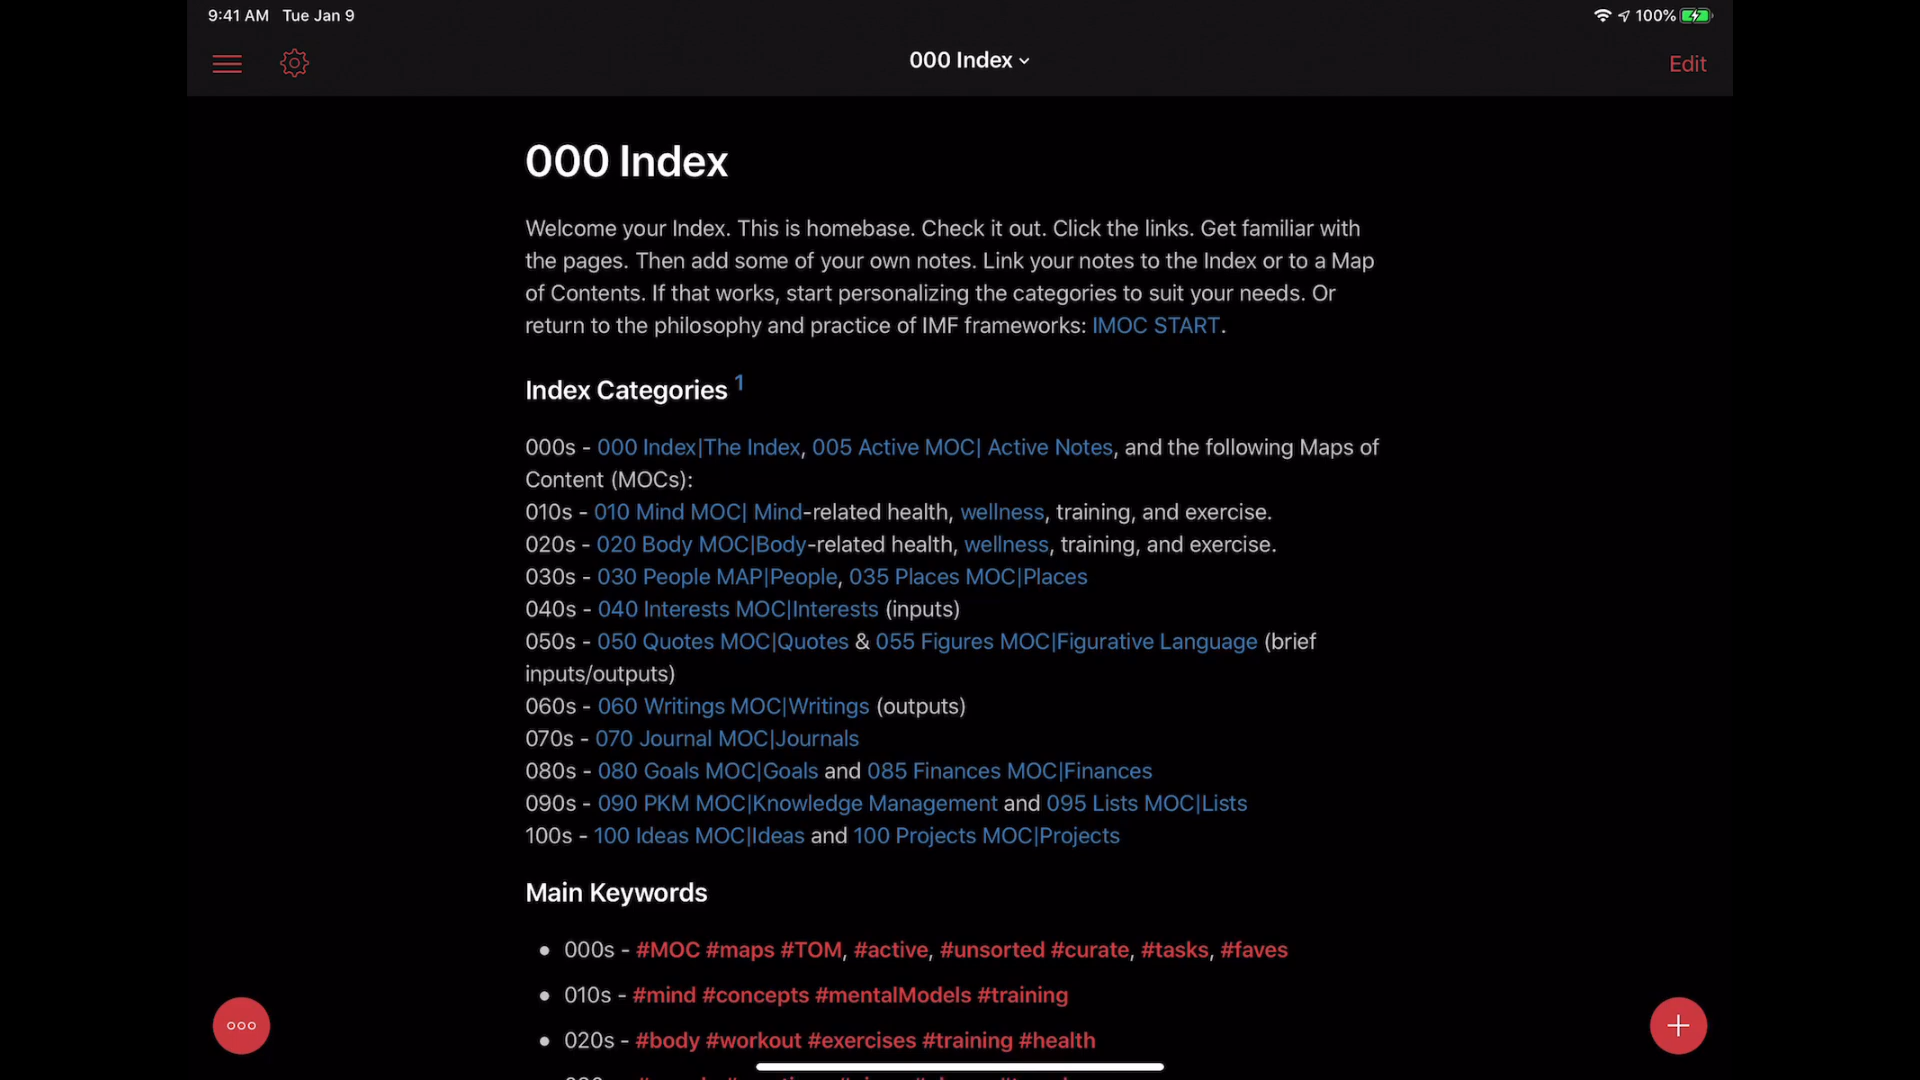 9:41 AM Tue Jan 9
100%
000 Index
Edit
000 Index
Welcome your Index. This is homebase. Check it out. Click the links. Get familiar with
the pages. Then add some of your own notes. Link your notes to the Index or to a Map
of Contents. If that works, start personalizing the categories to suit your needs. Or
return to the philosophy and practice of IMF frameworks: IMOC START.
Index Categories 1
000s - 000 Index|The Index, 005 Active MOC| Active Notes, and the following Maps of
Content (MOCs):
010s - 010 Mind MOC| Mind-related health, wellness, training, and exercise.
020s - 020 Body MOC|Body-related health, wellness, training, and exercise.
030s - 030 People MAP|People, 035 Places MOC|Places
040s - 040 Interests MOC|Interests (inputs)
050s - 050 Quotes MOC|Quotes & 055 Figures MOC|Figurative Language (brief
inputs/outputs)
060s - 060 Writings MOC|Writings (outputs)
070s - 070 Journal MOC|Journals
080s - 080 Goals MOC|Goals and 085 Finances MOC|Finances
090s - 090 PKM MOC|Knowledge Management and 095 Lists MOC|Lists
100s - 100 Ideas MOC|Ideas and 100 Projects MOC|Projects
Main Keywords
• 000s - #MOC #maps #TOM, #active, #unsorted #curate, #tasks, #faves
• 010s - #mind #concepts #mentalModels #training
• 020s - #body #workout #exercises #training #health